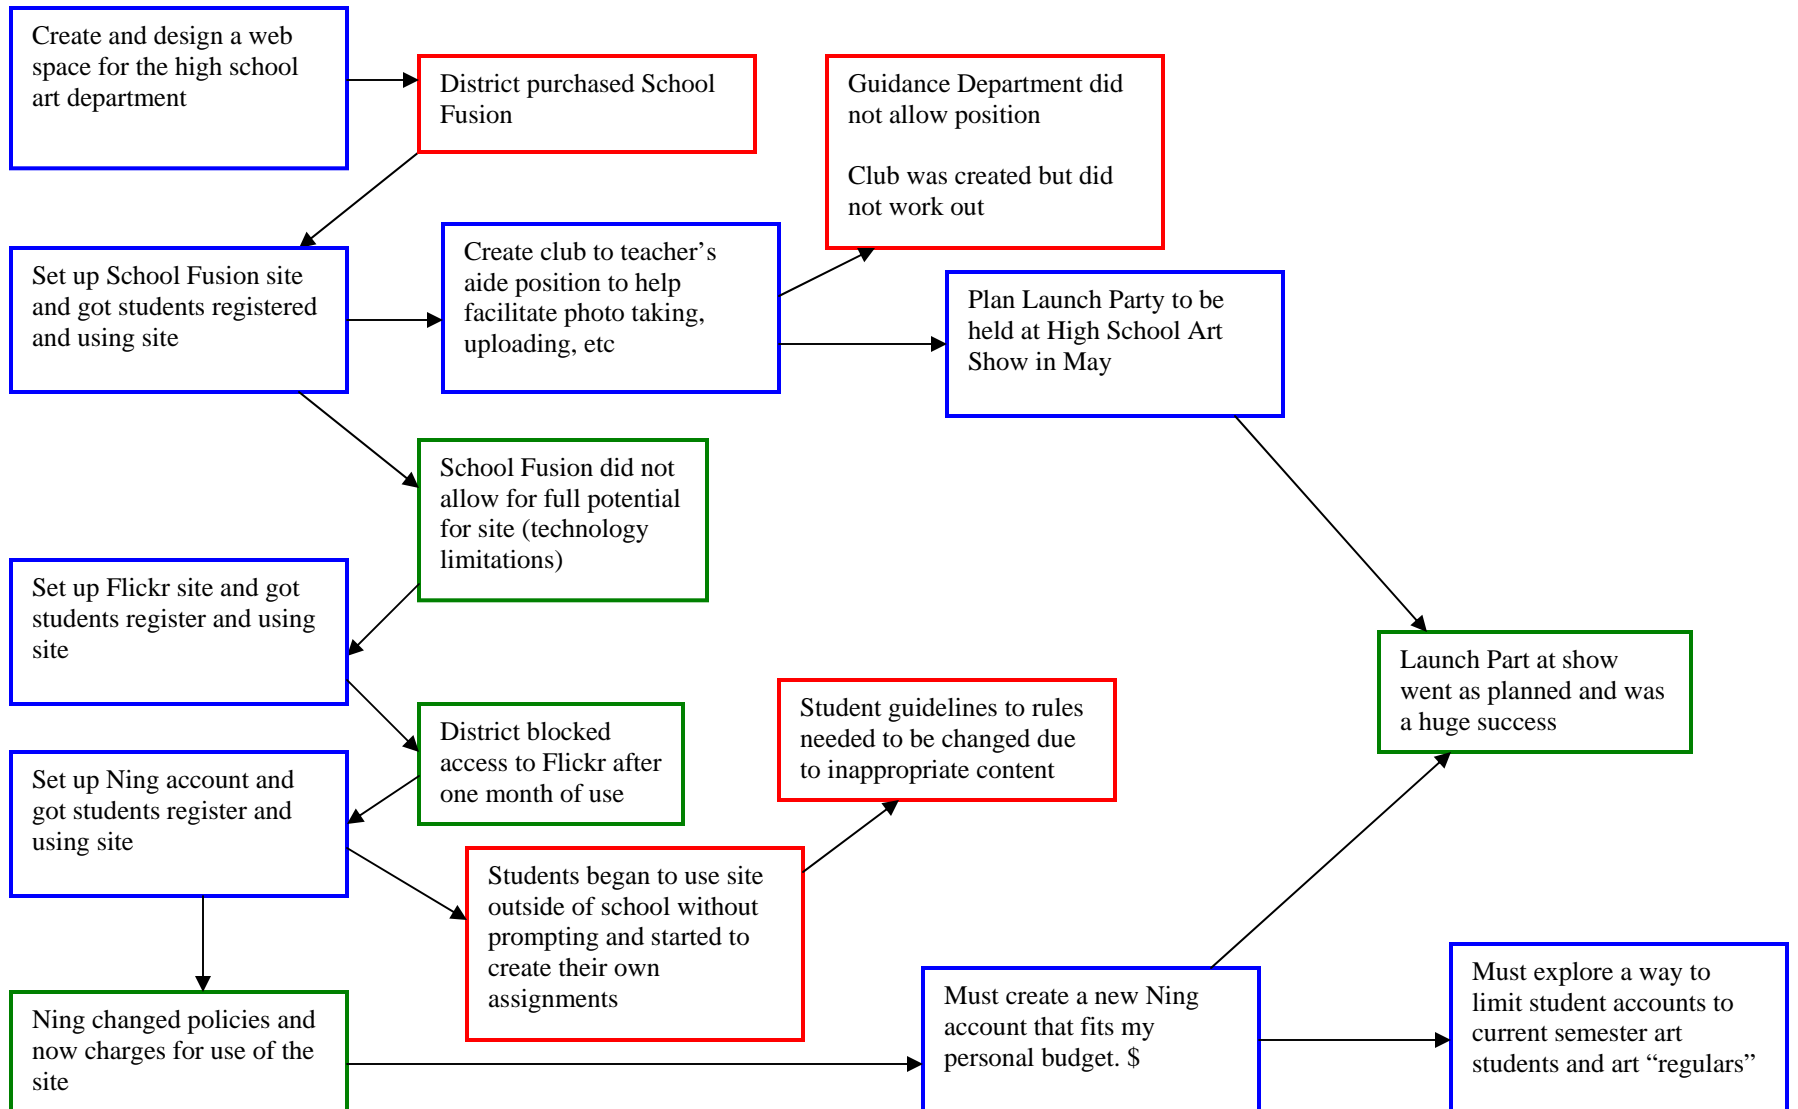 Create and design a web
space for the high school
art department
District purchased School
Fusion
Guidance Department did
not allow position
Club was created but did
not work out
Set up School Fusion site
and got students registered
and using site
Create club to teacher’s
aide position to help
facilitate photo taking,
uploading, etc
Plan Launch Party to be
held at High School Art
Show in May
School Fusion did not
allow for full potential
for site (technology
limitations)
Set up Flickr site and got
students register and using
site
Launch Part at show
went as planned and was
a huge success
Student guidelines to rules
needed to be changed due
to inappropriate content
District blocked
access to Flickr after
one month of use
Set up Ning account and
got students register and
using site
Students began to use site
outside of school without
prompting and started to
create their own
assignments
Must create a new Ning
account that fits my
personal budget. $
Must explore a way to
limit student accounts to
current semester art
students and art “regulars”
Ning changed policies and
now charges for use of the
site